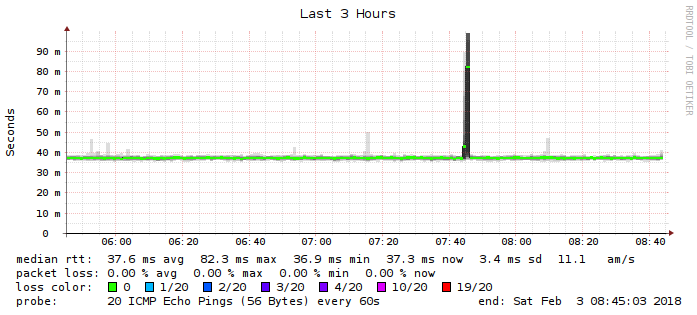 Last 3 Hours
RRDTOOL / TOBI OETIKER
Seconds
90 m
80 m
70 m
60 m
50 m
40 m
30 m
20 m
10 m
0
06:00 06:20 06:40 07:00 07:20 07:40 08:00 08:20 08:40
median rtt: 37.6 ms avg 82.3 ms max 36.9 ms min 37.3 ms now 3.4 ms sd 11.1 am/s
packet loss: 0.00 % avg 0.00 % max 0.00 % min 0.00 % now
loss color: 0 1/20 2/20 3/20 4/20 10/20 19/20
probe: 20 ICMP Echo Pings (56 Bytes) every 60s end: Sat Feb 3 08:45:03 2018